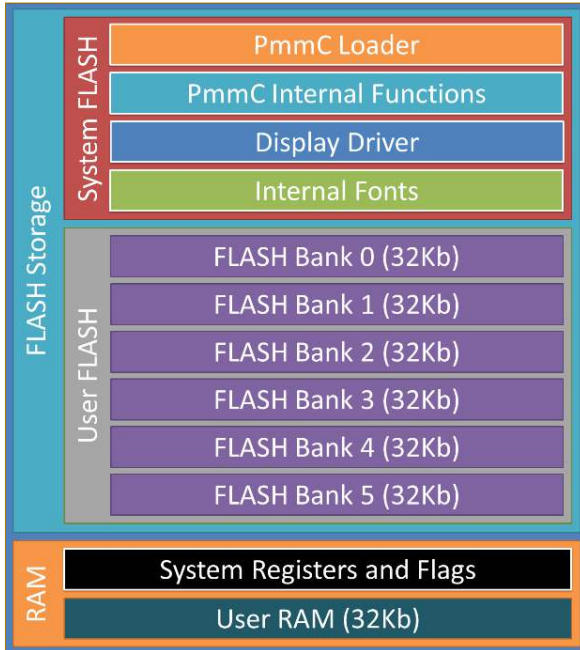 FLASH Storage
System FLASH
PmmC Loader
PmmC Internal Functions
Display Driver
Internal Fonts
User FLASH
FLASH Bank 0 (32Kb)
FLASH Bank 1 (32Kb)
FLASH Bank 2 (32Kb)
FLASH Bank 3 (32Kb)
FLASH Bank 4 (32Kb)
FLASH Bank 5 (32Kb)
RAM
System Registers and Flags
User RAM (32Kb)